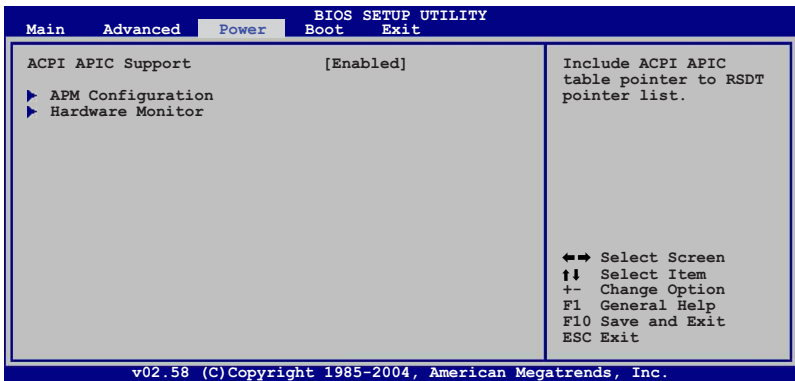 BIOS SETUP UTILITY
Main Advanced Power Boot Exit
ACPI APIC Support [Enabled]
APM Configuration
Hardware Monitor
Include ACPI APIC
table pointer to RSDT
pointer list.
←→ Select Screen
↑↓ Select Item
+- Change Option
F1 General Help
F10 Save and Exit
ESC Exit
v02.58 (C)Copyright 1985-2004, American Megatrends, Inc.